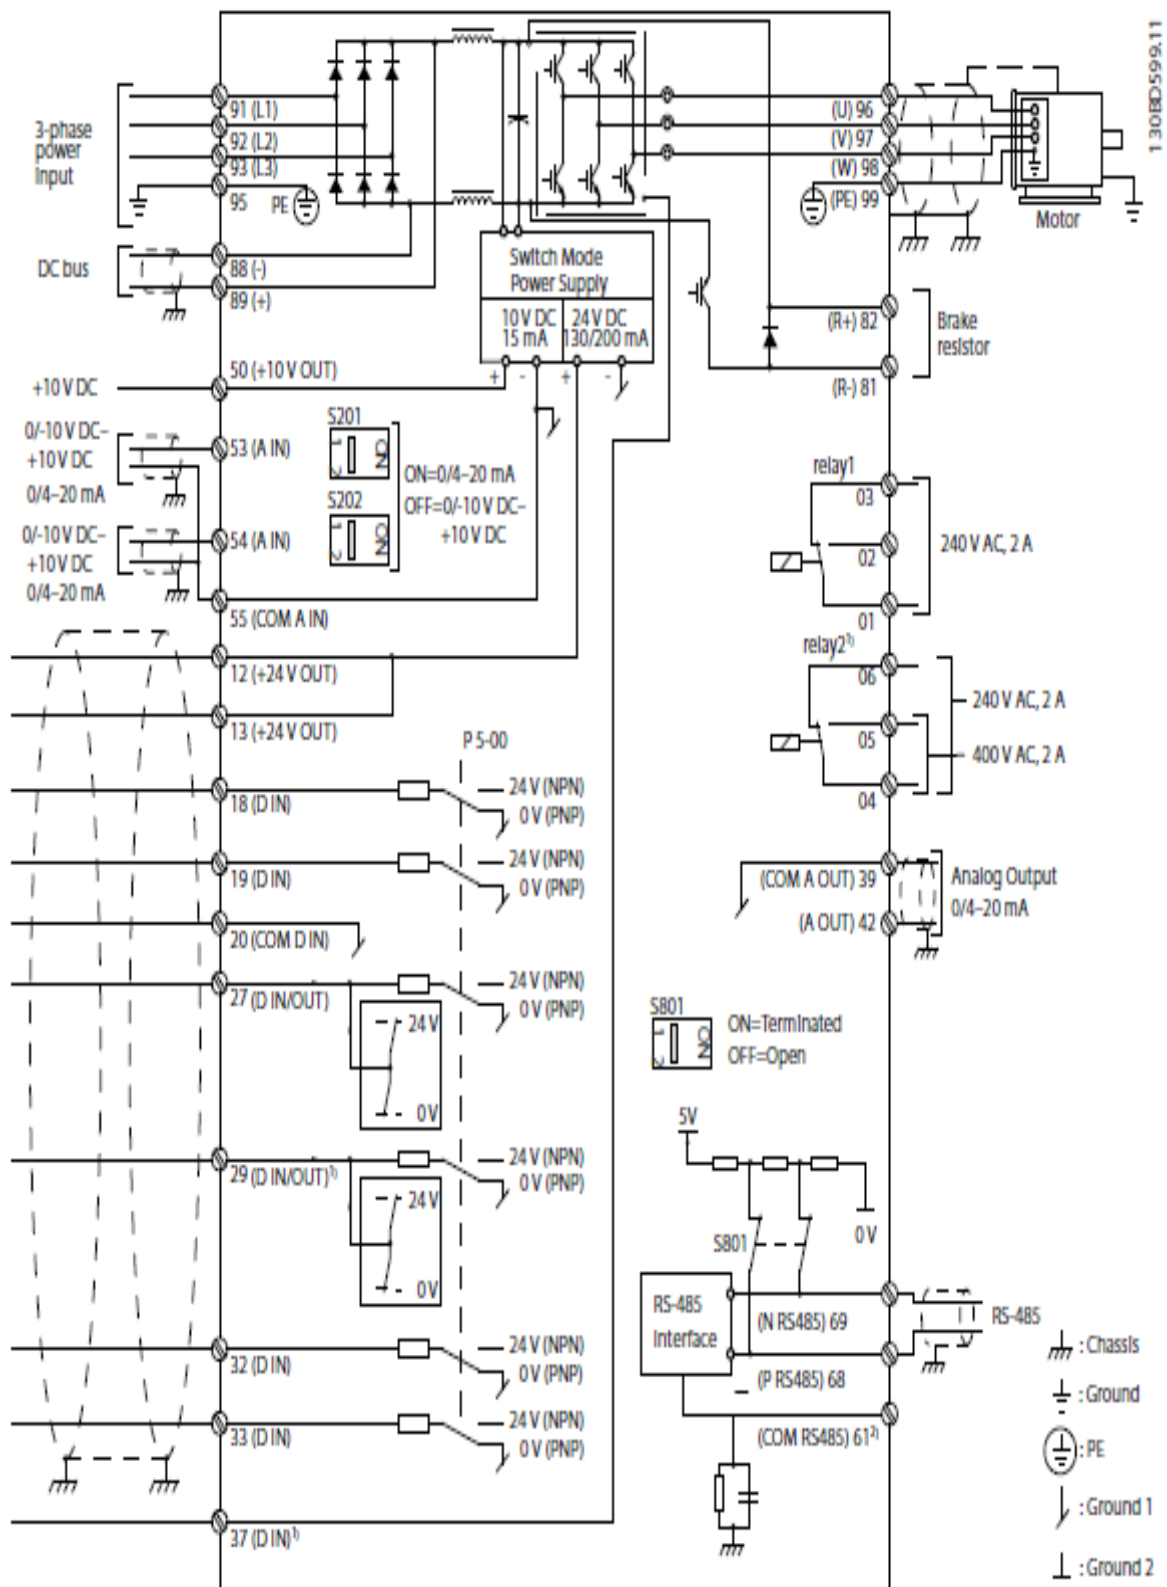 130BD599.11
3-phase
power
input
91 (L1)
92 (L2)
93 (L3)
95
PE
(U) 96
(V) 97
(W) 98
(PE) 99
Motor
DC bus
88 (-)
89 (+)
Switch Mode
Power Supply
10 V DC
15 mA
24 V DC
130/200 mA
+ - + -
(R+) 82
(R-) 81
Brake
resistor
+10 V DC
50 (+10 V OUT)
0/-10 V DC–
+10 V DC
0/4–20 mA
53 (A IN)
S201
1 2 ON
S202
1 2 ON
ON=0/4–20 mA
OFF=0/-10 V DC–
+10 V DC
0/-10 V DC–
+10 V DC
0/4–20 mA
54 (A IN)
55 (COM A IN)
12 (+24 V OUT)
13 (+24 V OUT)
relay1
03
02
01
240 V AC, 2 A
relay2¹⁾
06
05
04
240 V AC, 2 A
400 V AC, 2 A
P 5-00
18 (D IN)
24 V (NPN)
0 V (PNP)
19 (D IN)
24 V (NPN)
0 V (PNP)
20 (COM D IN)
27 (D IN/OUT)
24 V (NPN)
0 V (PNP)
24 V
0 V
29 (D IN/OUT)¹⁾
24 V (NPN)
0 V (PNP)
24 V
0 V
32 (D IN)
24 V (NPN)
0 V (PNP)
33 (D IN)
24 V (NPN)
0 V (PNP)
37 (D IN)¹⁾
(COM A OUT) 39
(A OUT) 42
Analog Output
0/4–20 mA
S801
1 2 ON
ON=Terminated
OFF=Open
5V
0 V
S801
RS-485
Interface
(N RS485) 69
(P RS485) 68
(COM RS485) 61²⁾
RS-485
: Chassis
: Ground
: PE
: Ground 1
: Ground 2